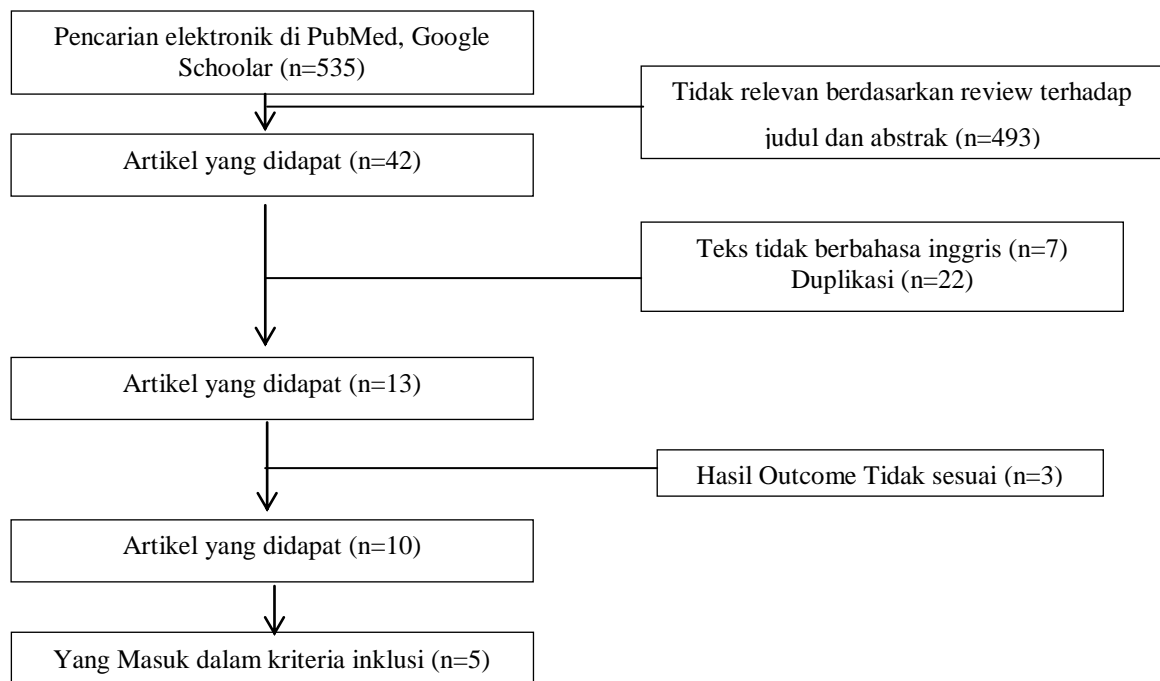 Pencarian elektronik di PubMed, Google
Schoolar (n=535)
Tidak relevan berdasarkan review terhadap
judul dan abstrak (n=493)
Artikel yang didapat (n=42)
Teks tidak berbahasa inggris (n=7)
Duplikasi (n=22)
Artikel yang didapat (n=13)
Hasil Outcome Tidak sesuai (n=3)
Artikel yang didapat (n=10)
Yang Masuk dalam kriteria inklusi (n=5)